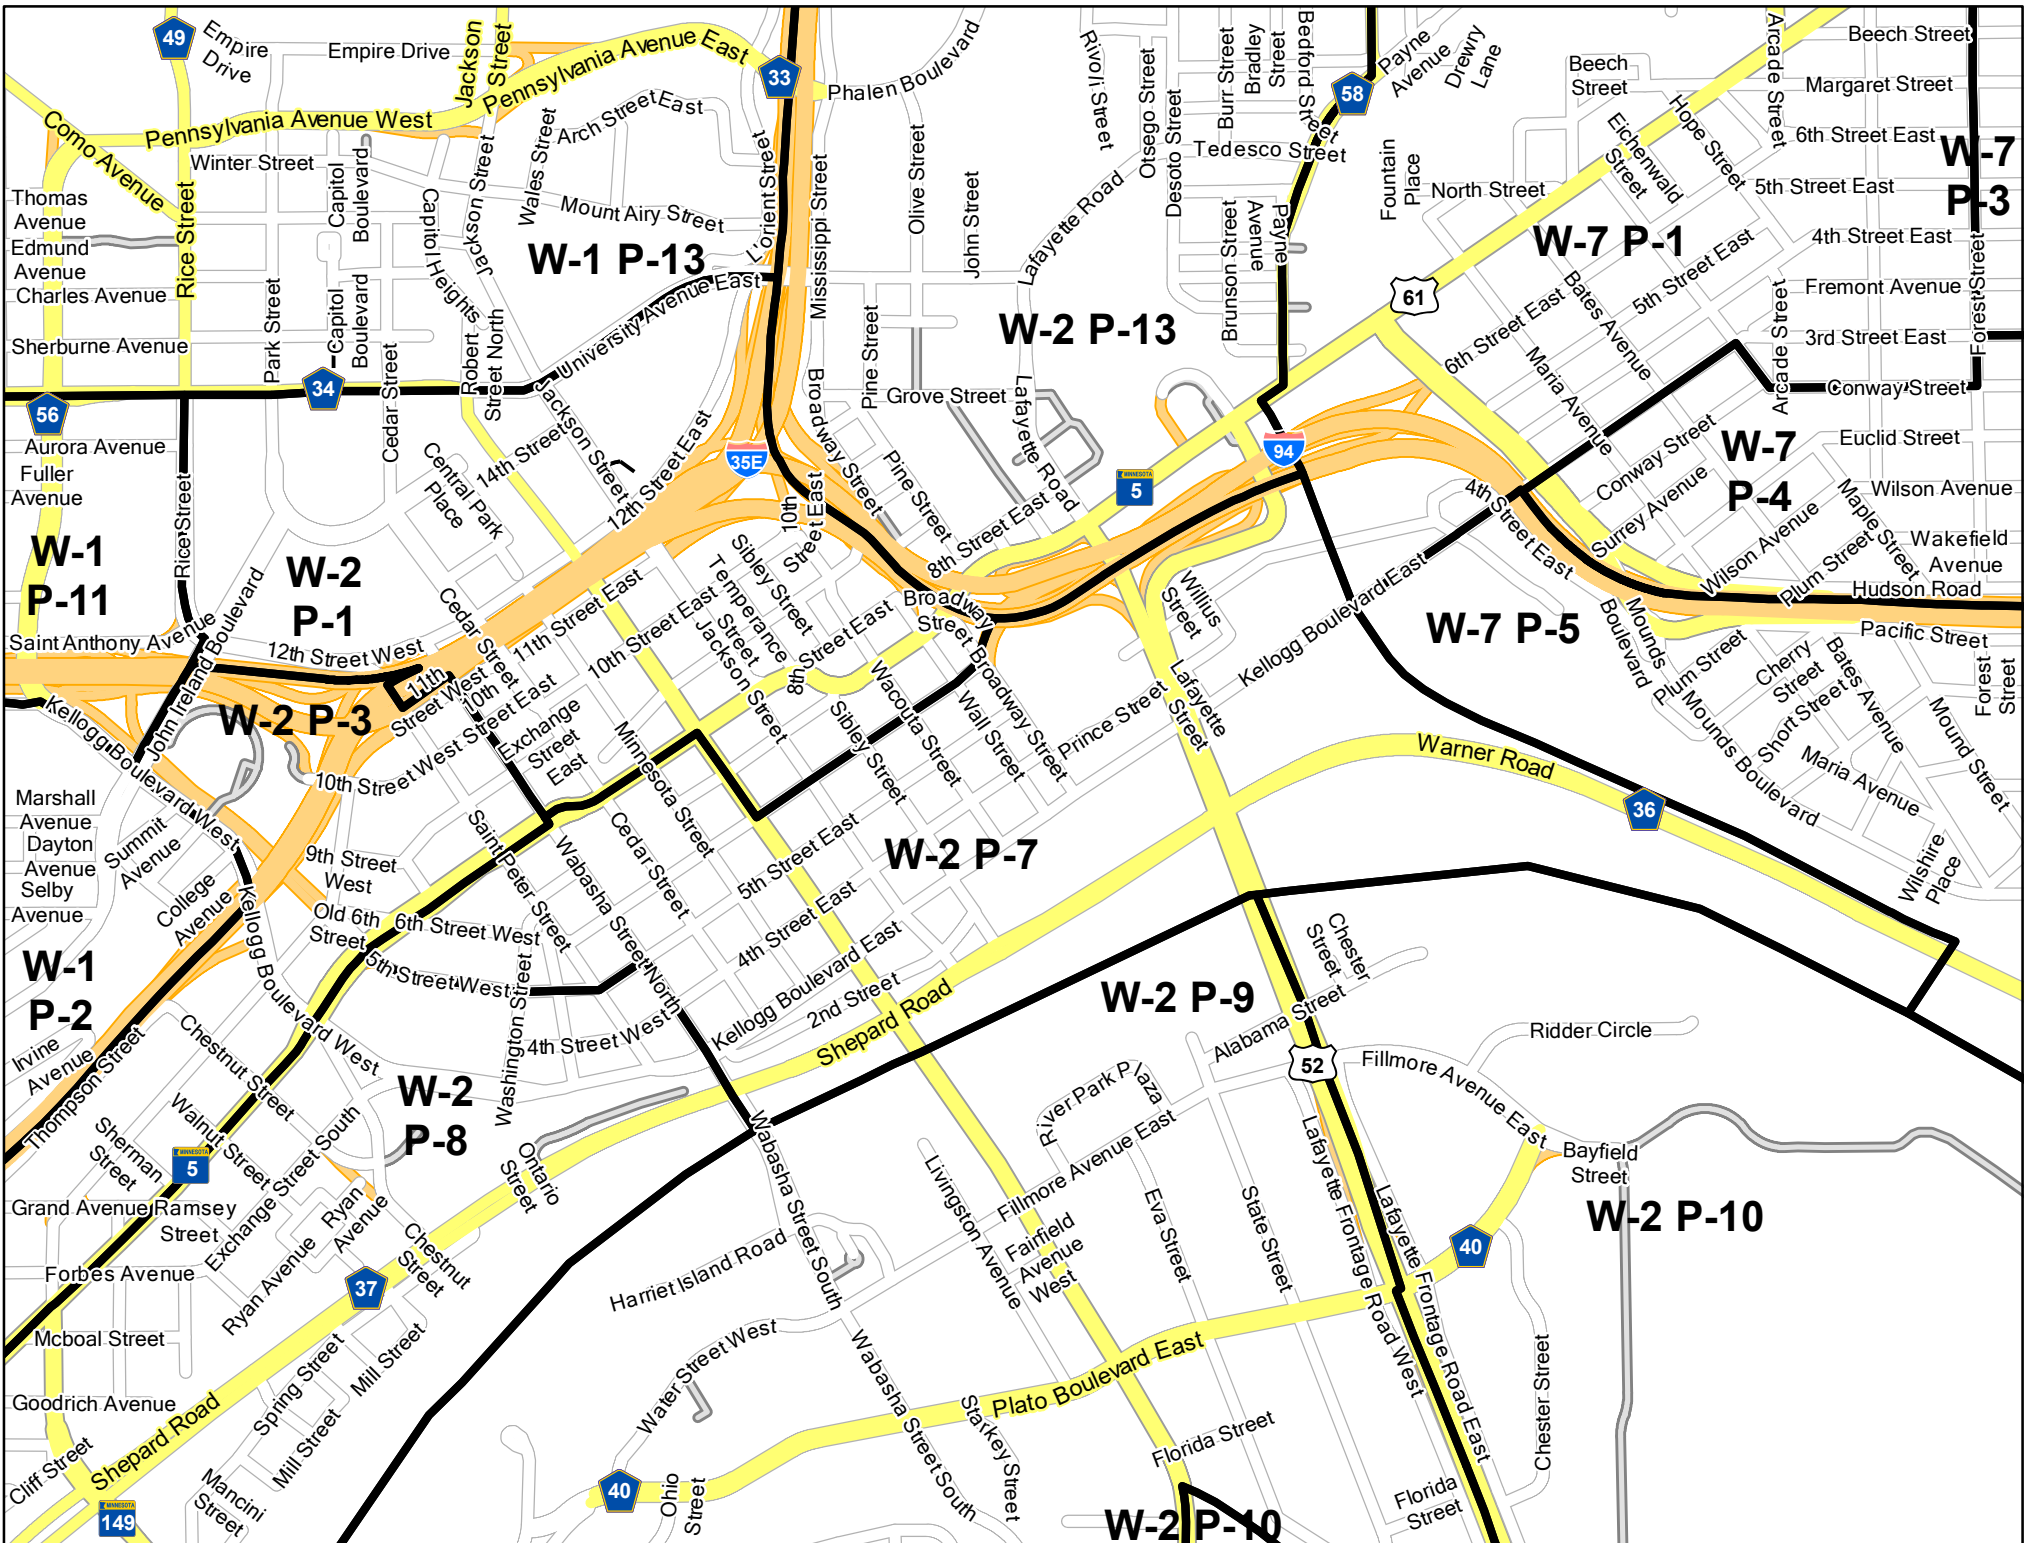 49
Empire
Drive
Empire Drive
Jackson
Street
Pennsylvania Avenue East
33
Phalen Boulevard
Rivoli Street
Otsego Street
Desoto Street
Burr Street
Bradley
Street
Bedford Street
58
Payne
Avenue
Drewry
Lane
Beech
Street
Arcade Street
Beech Street
Margaret Street
6th Street East
W-7
P-3
5th Street East
4th Street East
Fremont Avenue
3rd Street East
Conway Street
Forest Street
Como Avenue
Pennsylvania Avenue West
Winter Street
Arch Street East
Wales Street
Mount Airy Street
L'orient Street
Mississippi Street
Olive Street
John Street
Lafayette Road
Tedesco Street
Fountain
Place
North Street
Eichenwald
Street
Hope Street
Thomas
Avenue
Edmund
Avenue
Charles Avenue
Sherburne Avenue
Rice Street
Park Street
Capitol
Boulevard
Capitol
Boulevard
Capitol Heights
Jackson Street
Jackson Street
W-1 P-13
University Avenue East
Brunson Street
Payne
Avenue
61
W-7 P-1
5th Street East
6th Street East
Bates Avenue
Maria Avenue
Arcade Street
W-2 P-13
Pine Street
Grove Street
Lafayette Road
34
56
Cedar Street
Robert
Street North
Jackson Street
14th Street
12th Street East
35E
Broadway Street
Pine Street
10th
Street East
5
94
Conway Street
W-7
P-4
Euclid Street
Wilson Avenue
Maple Street
Wakefield
Avenue
Surrey Avenue
Wilson Avenue
Plum Street
Hudson Road
Pacific Street
Aurora Avenue
Fuller
Avenue
W-1
P-11
Rice Street
Central Park
Place
W-2
P-1
John Ireland Boulevard
Saint Anthony Avenue
12th Street West
11th
Street West
Cedar Street
10th
11th Street East
10th Street East
Temperance
Street
Sibley Street
8th Street East
8th Street East
Broadway
Street
Willius
Street
4th Street East
Kellogg Boulevard East
W-7 P-5
Mounds
Boulevard
Plum Street
Cherry
Street
Short Street
Bates Avenue
Mound Street
Forest
Street
Maria Avenue
Mounds Boulevard
Wilshire
Place
W-2 P-3
10th Street West
Street East
Exchange
Street
East
Minnesota Street
Jackson Street
Sibley Street
Wacouta Street
Wall Street
Broadway Street
Prince Street
Lafayette
Street
Warner Road
36
Kellogg Boulevard West
Marshall
Avenue
Dayton
Avenue
Selby
Avenue
Summit
Avenue
College
Avenue
9th Street
West
Old 6th
Street
6th Street West
5th Street West
Saint Peter Street
Wabasha Street North
Cedar Street
5th Street East
4th Street East
W-2 P-7
Kellogg Boulevard East
2nd Street
Shepard Road
W-1
P-2
Kellogg Boulevard West
Washington Street
4th Street West
W-2 P-9
Chester
Street
Alabama Street
52
Ridder Circle
Fillmore Avenue East
Irvine
Avenue
Thompson Street
Chestnut Street
Walnut Street
Sherman
Street
5
W-2
P-8
Ontario
Street
River Park Plaza
Fillmore Avenue East
Bayfield
Street
W-2 P-10
Grand Avenue
Ramsey
Street
Exchange Street South
Ryan
Avenue
Ryan Avenue
Chestnut
Street
37
Forbes Avenue
Mcboal Street
Goodrich Avenue
Cliff Street
Shepard Road
149
Spring Street
Mill Street
Mill Street
Mancini
Street
Wabasha Street South
Harriet Island Road
Livingston Avenue
Fairfield
Avenue
West
Eva Street
State Street
Lafayette Frontage
Road West
Lafayette Frontage Road East
40
Chester Street
Water Street West
Wabasha Street South
Plato Boulevard East
Starkey Street
Florida Street
Florida
Street
40
Ohio
Street
W-2 P-10